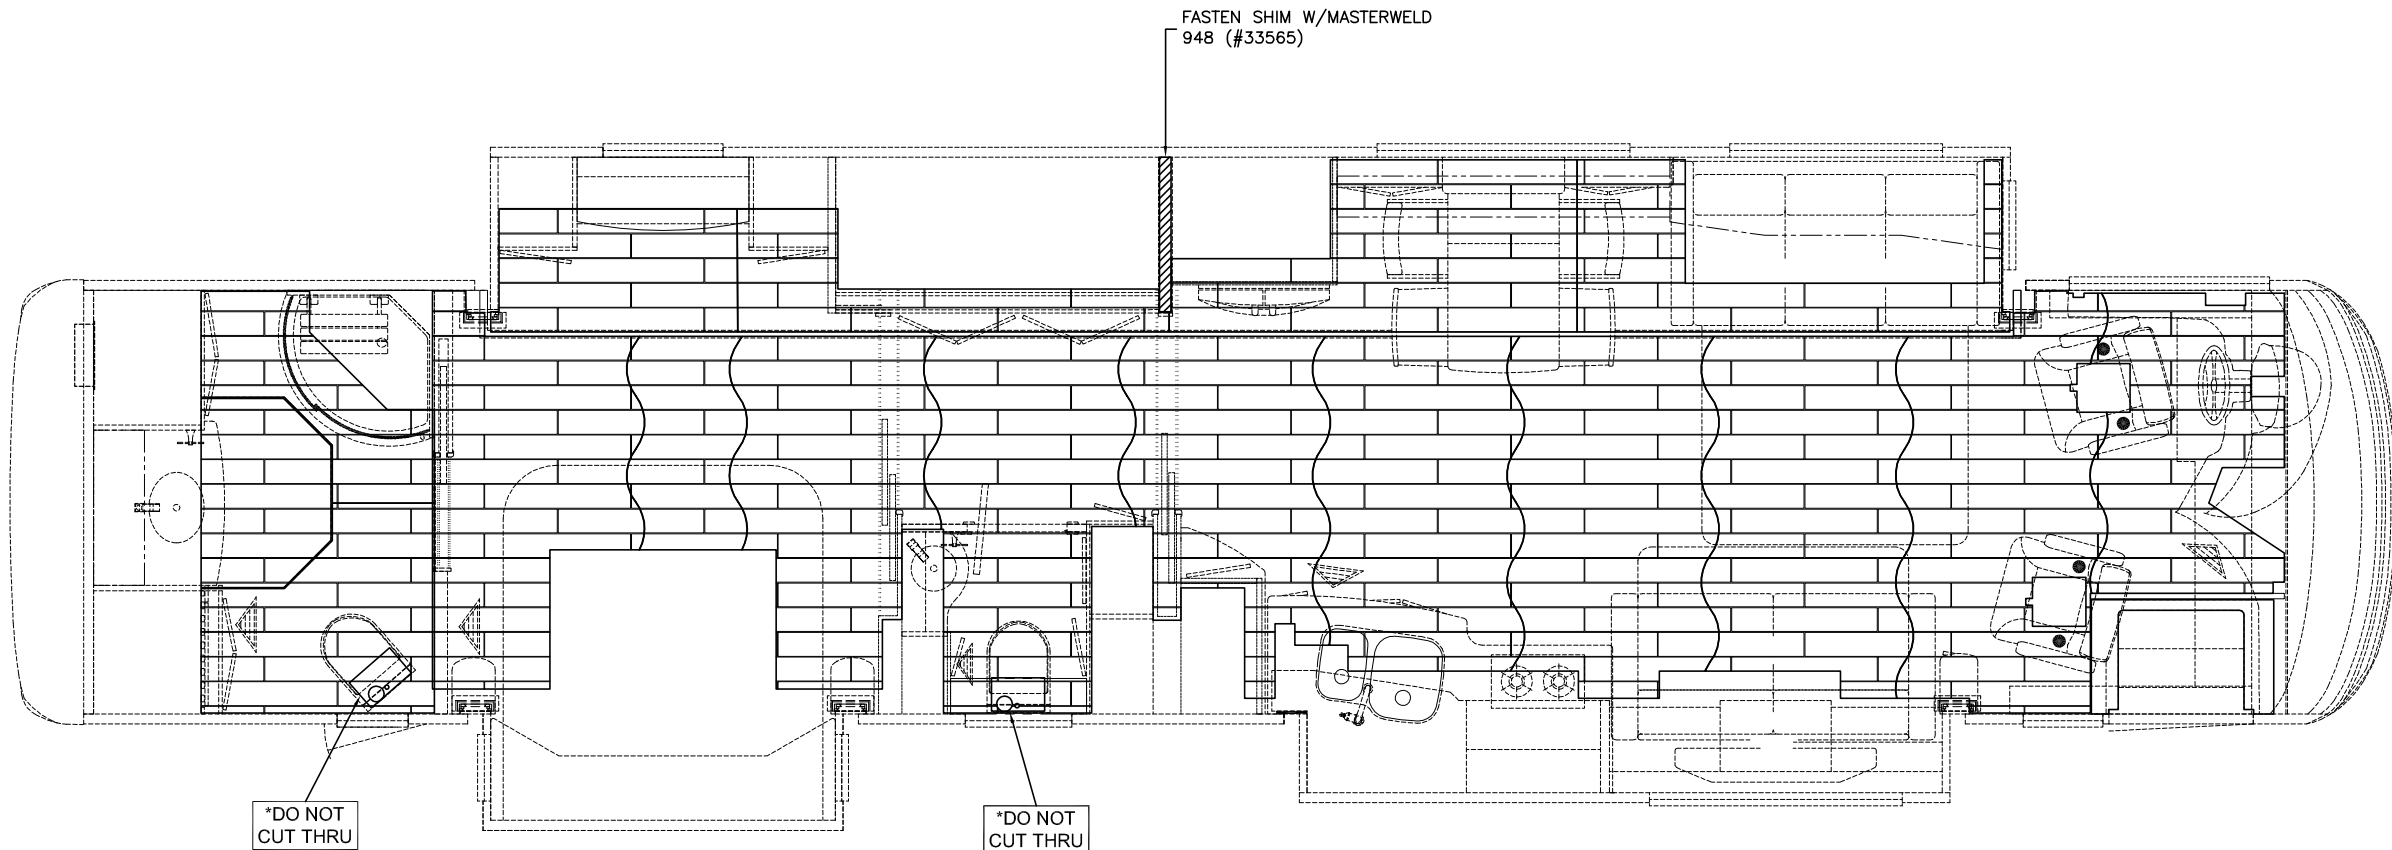 FASTEN SHIM W/MASTERWELD
948 (#33565)
*DO NOT
CUT THRU
*DO NOT
CUT THRU